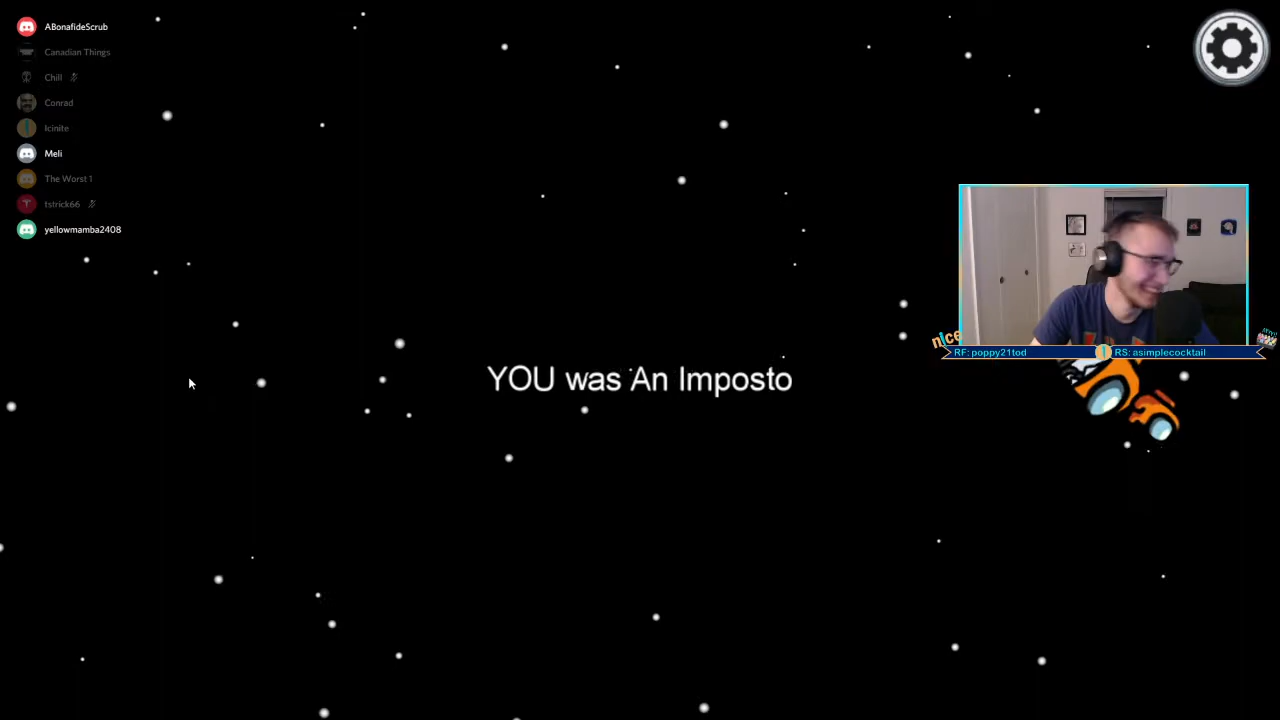 ABonafideScrub
Canadian Things
Chill
Conrad
Icinite
Meli
The Worst 1
tstrick66
yellowmamba2408
YOU was An Imposto
nice
RF: poppy21tod
RS: asimplecocktail